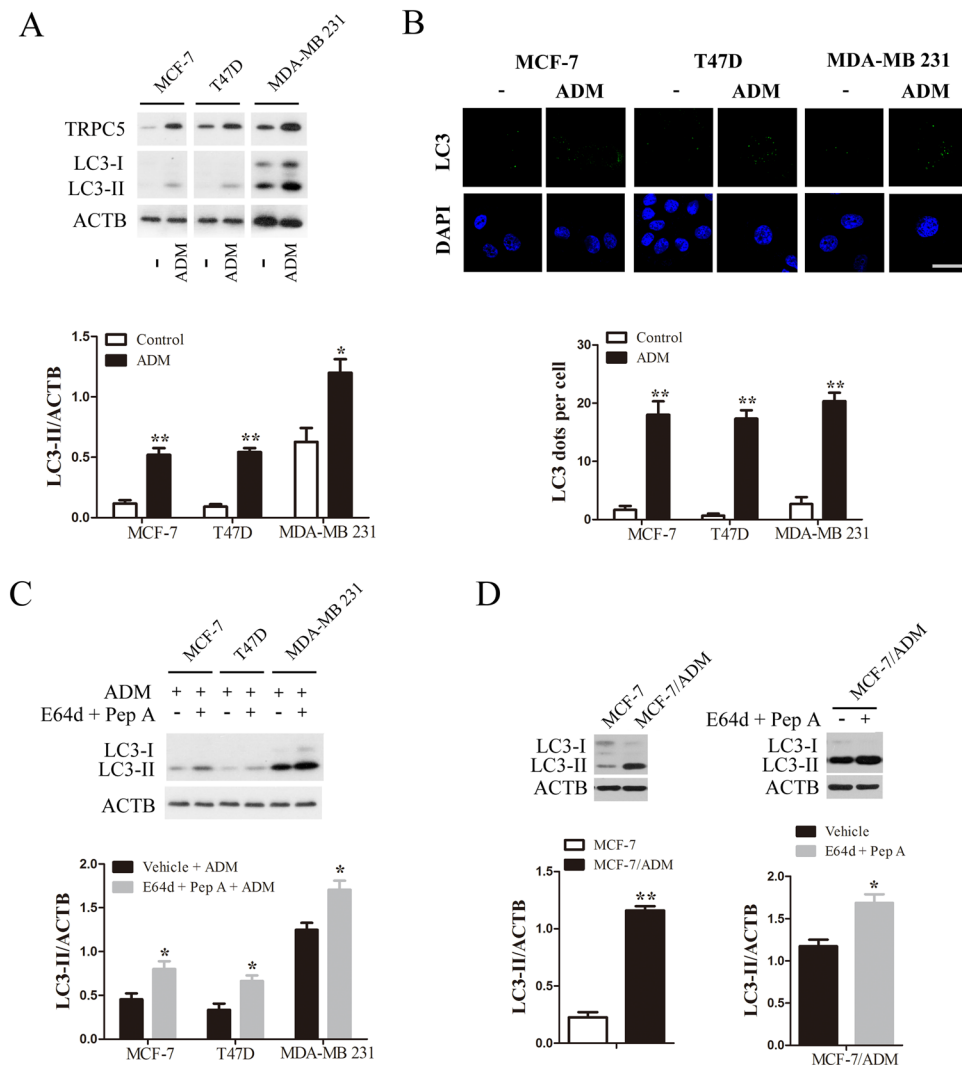 A
MCF-7
T47D
MDA-MB 231
TRPC5
LC3-I
LC3-II
ACTB
- ADM - ADM - ADM
Control
ADM
LC3-II/ACTB
1.5
1.0
0.5
0.0
** ** *
MCF-7 T47D MDA-MB 231
B
MCF-7 T47D MDA-MB 231
- ADM - ADM - ADM
LC3
DAPI
Control
ADM
LC3 dots per cell
30
20
10
0
** ** **
MCF-7 T47D MDA-MB 231
C
MCF-7
T47D
MDA-MB 231
ADM + + + + + +
E64d + Pep A - + - + - +
LC3-I
LC3-II
ACTB
Vehicle + ADM
E64d + Pep A + ADM
LC3-II/ACTB
2.0
1.5
1.0
0.5
0.0
* * *
MCF-7 T47D MDA-MB 231
D
MCF-7
MCF-7/ADM
LC3-I
LC3-II
ACTB
MCF-7
MCF-7/ADM
LC3-II/ACTB
1.5
1.0
0.5
0.0
**
MCF-7/ADM
E64d + Pep A - +
LC3-I
LC3-II
ACTB
Vehicle
E64d + Pep A
LC3-II/ACTB
2.0
1.5
1.0
0.5
0.0
*
MCF-7/ADM